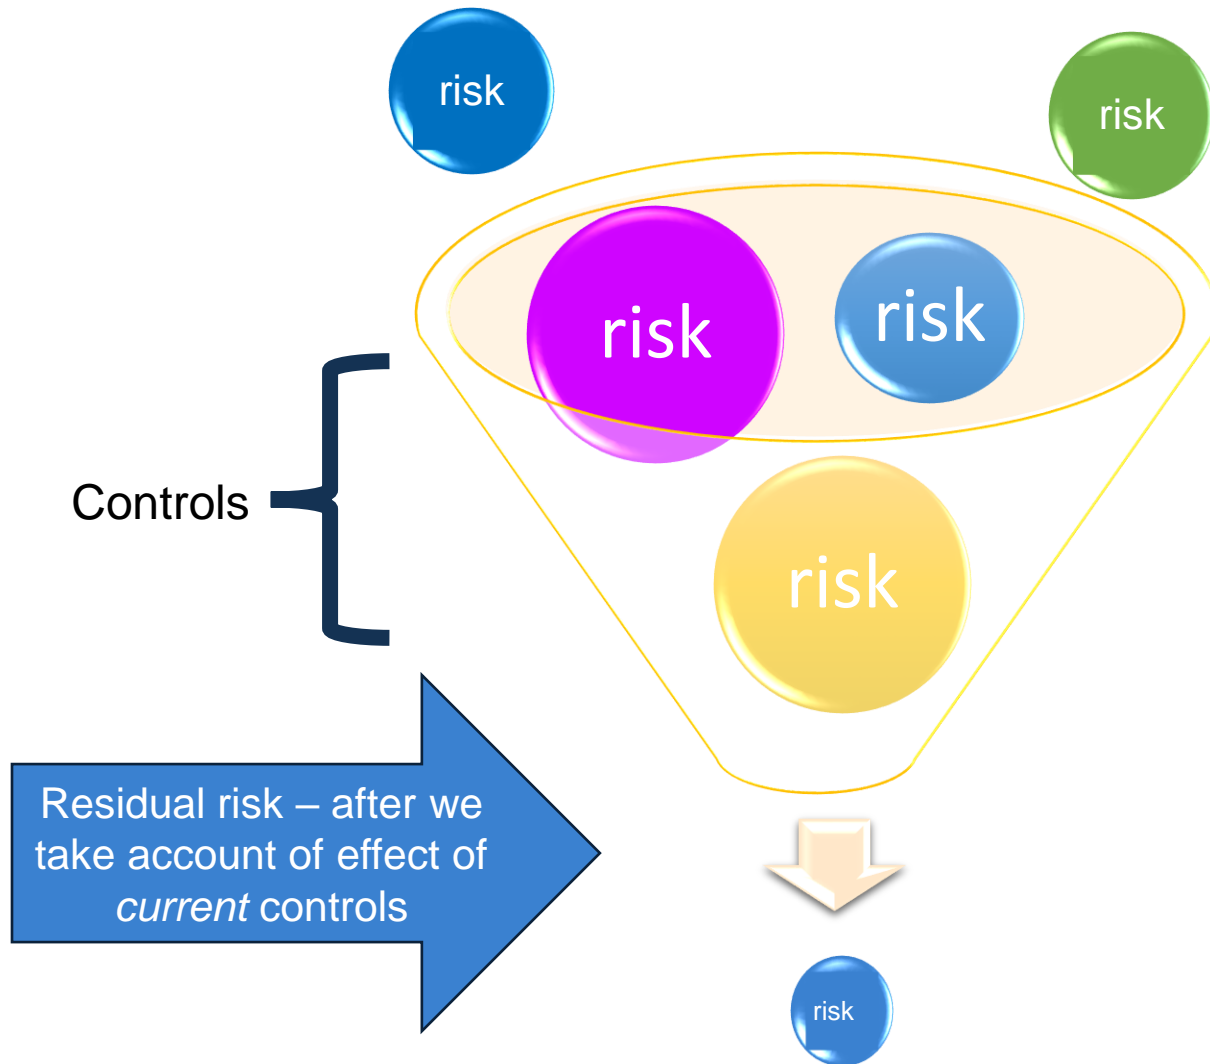 risk
risk
risk
risk
Controls
risk
Residual risk – after we
take account of effect of
current controls
risk